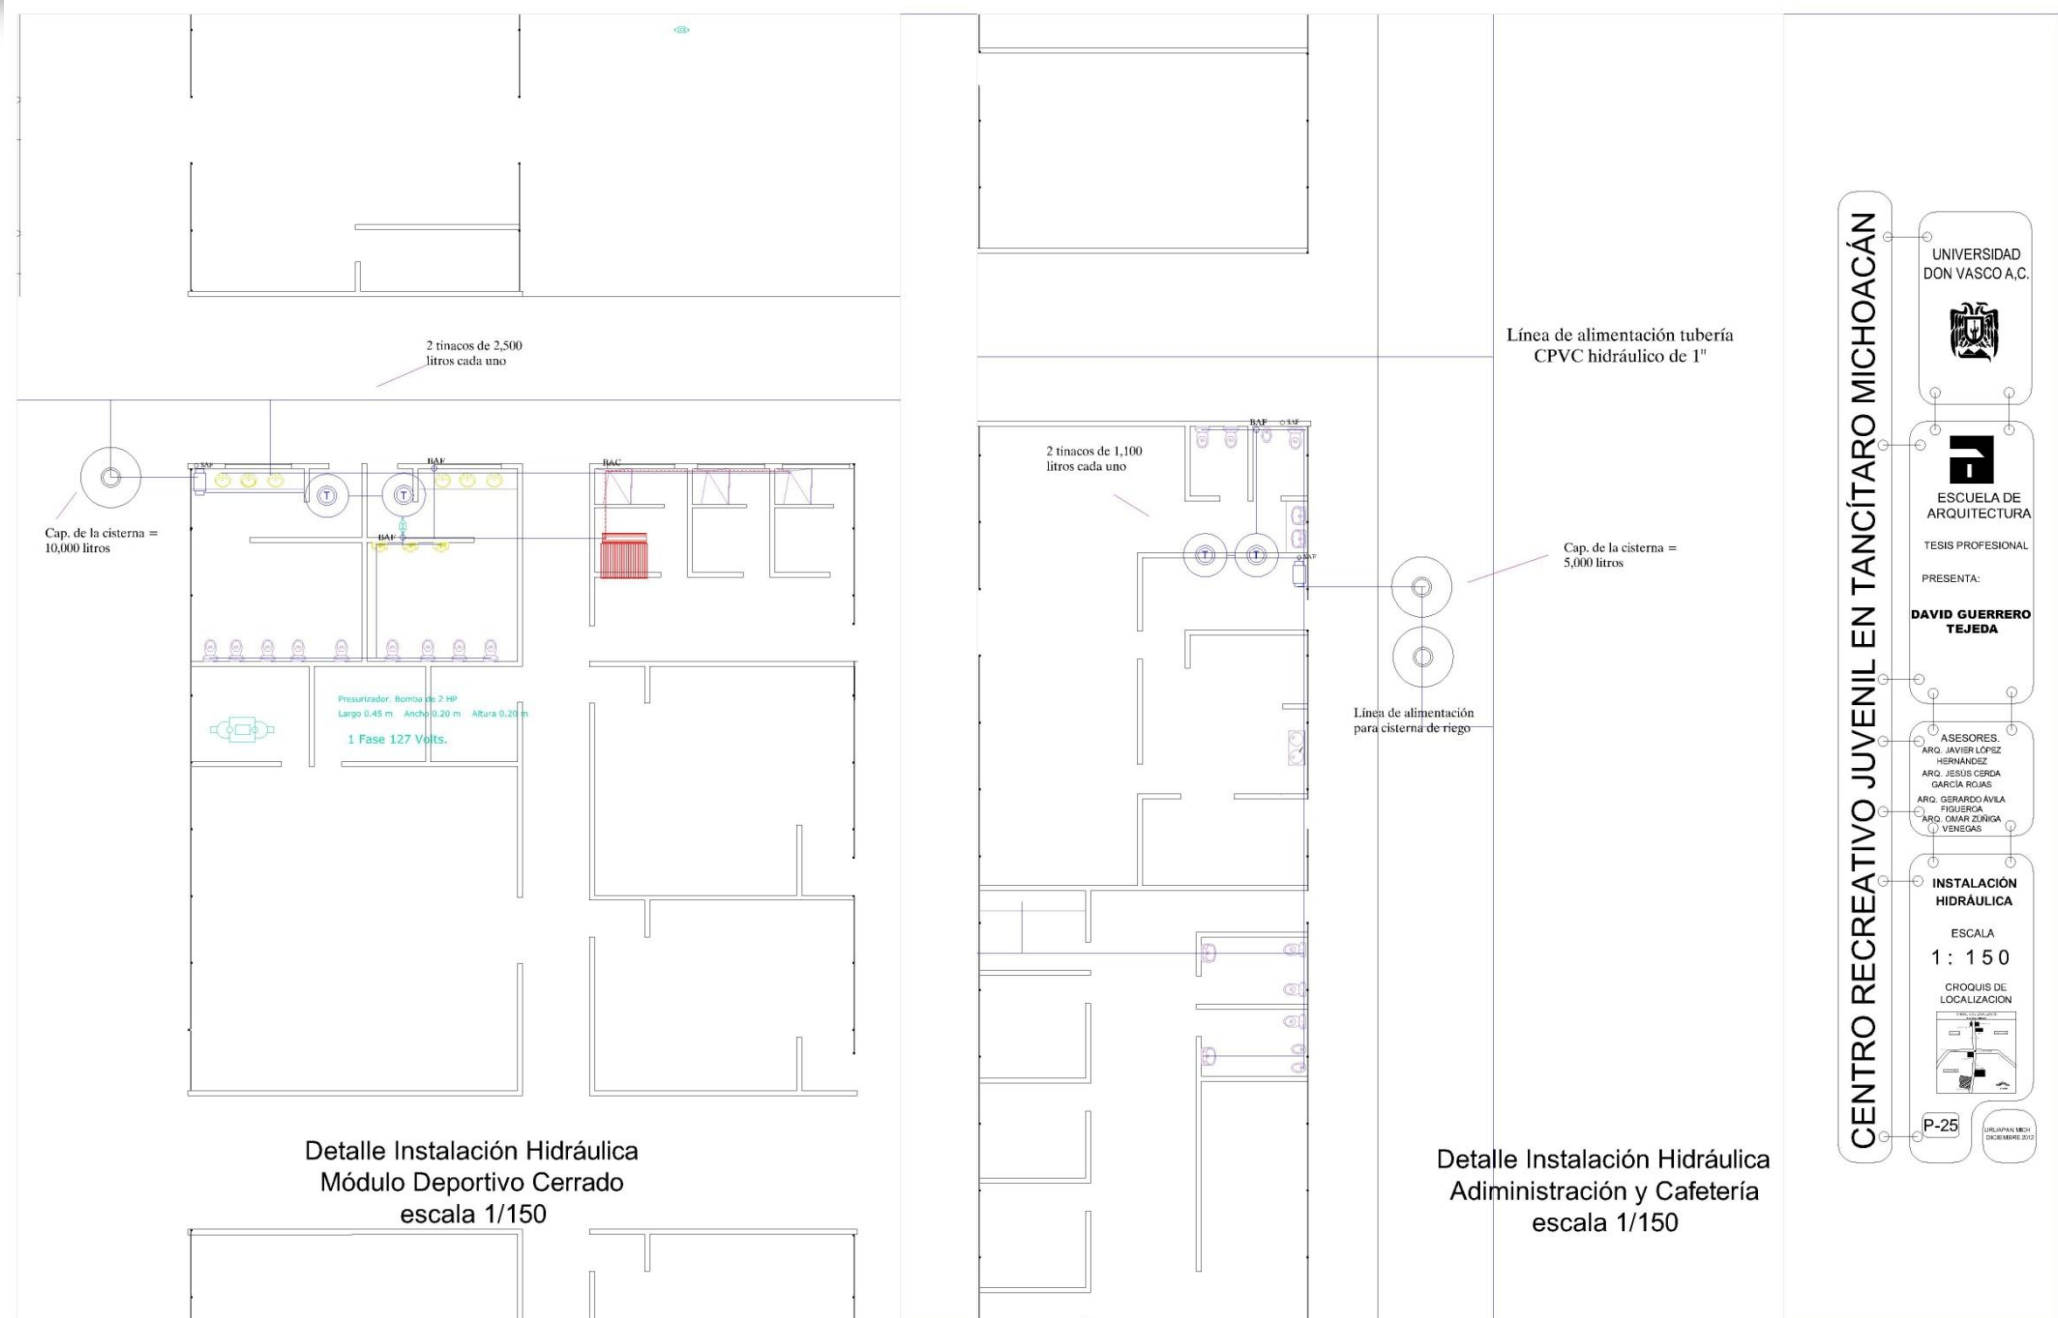 2 tinacos de 2,500
litros cada uno
SAF
BAF
BAC
T
T
BAF
Cap. de la cisterna =
10,000 litros
Presurizador. Bomba de 2 HP
Largo 0.45 m Ancho 0.20 m Altura 0.20 m
1 Fase 127 Volts.
Detalle Instalación Hidráulica
Módulo Deportivo Cerrado
escala 1/150
Línea de alimentación tubería
CPVC hidráulico de 1"
BAF
SAF
2 tinacos de 1,100
litros cada uno
T
T
SAF
Cap. de la cisterna =
5,000 litros
Línea de alimentación
para cisterna de riego
Detalle Instalación Hidráulica
Adiministración y Cafetería
escala 1/150
CENTRO RECREATIVO JUVENIL EN TANCÍTARO MICHOACÁN
UNIVERSIDAD
DON VASCO A,C.
ESCUELA DE
ARQUITECTURA
TESIS PROFESIONAL
PRESENTA:
DAVID GUERRERO
TEJEDA
ASESORES.
ARQ. JAVIER LÓPEZ
HERNÁNDEZ
ARQ. JESÚS CERDA
GARCÍA ROJAS
ARQ. GERARDO ÁVILA
FIGUEROA
ARQ. OMAR ZÚÑIGA
VENEGAS
INSTALACIÓN
HIDRÁULICA
ESCALA
1: 150
CROQUIS DE
LOCALIZACION
P-25
URUAPAN MICH
DICIEMBRE 2012